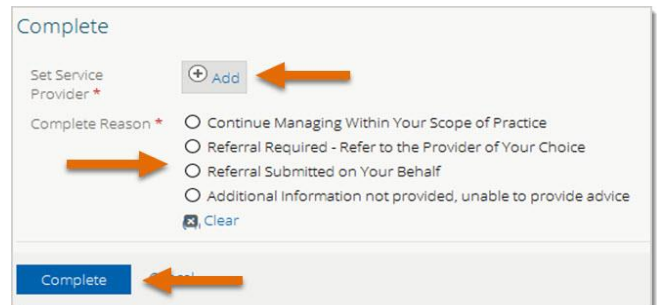 Complete
Set Service
Provider *
Add
Complete Reason *
Continue Managing Within Your Scope of Practice
Referral Required - Refer to the Provider of Your Choice
Referral Submitted on Your Behalf
Additional Information not provided, unable to provide advice
Clear
Complete